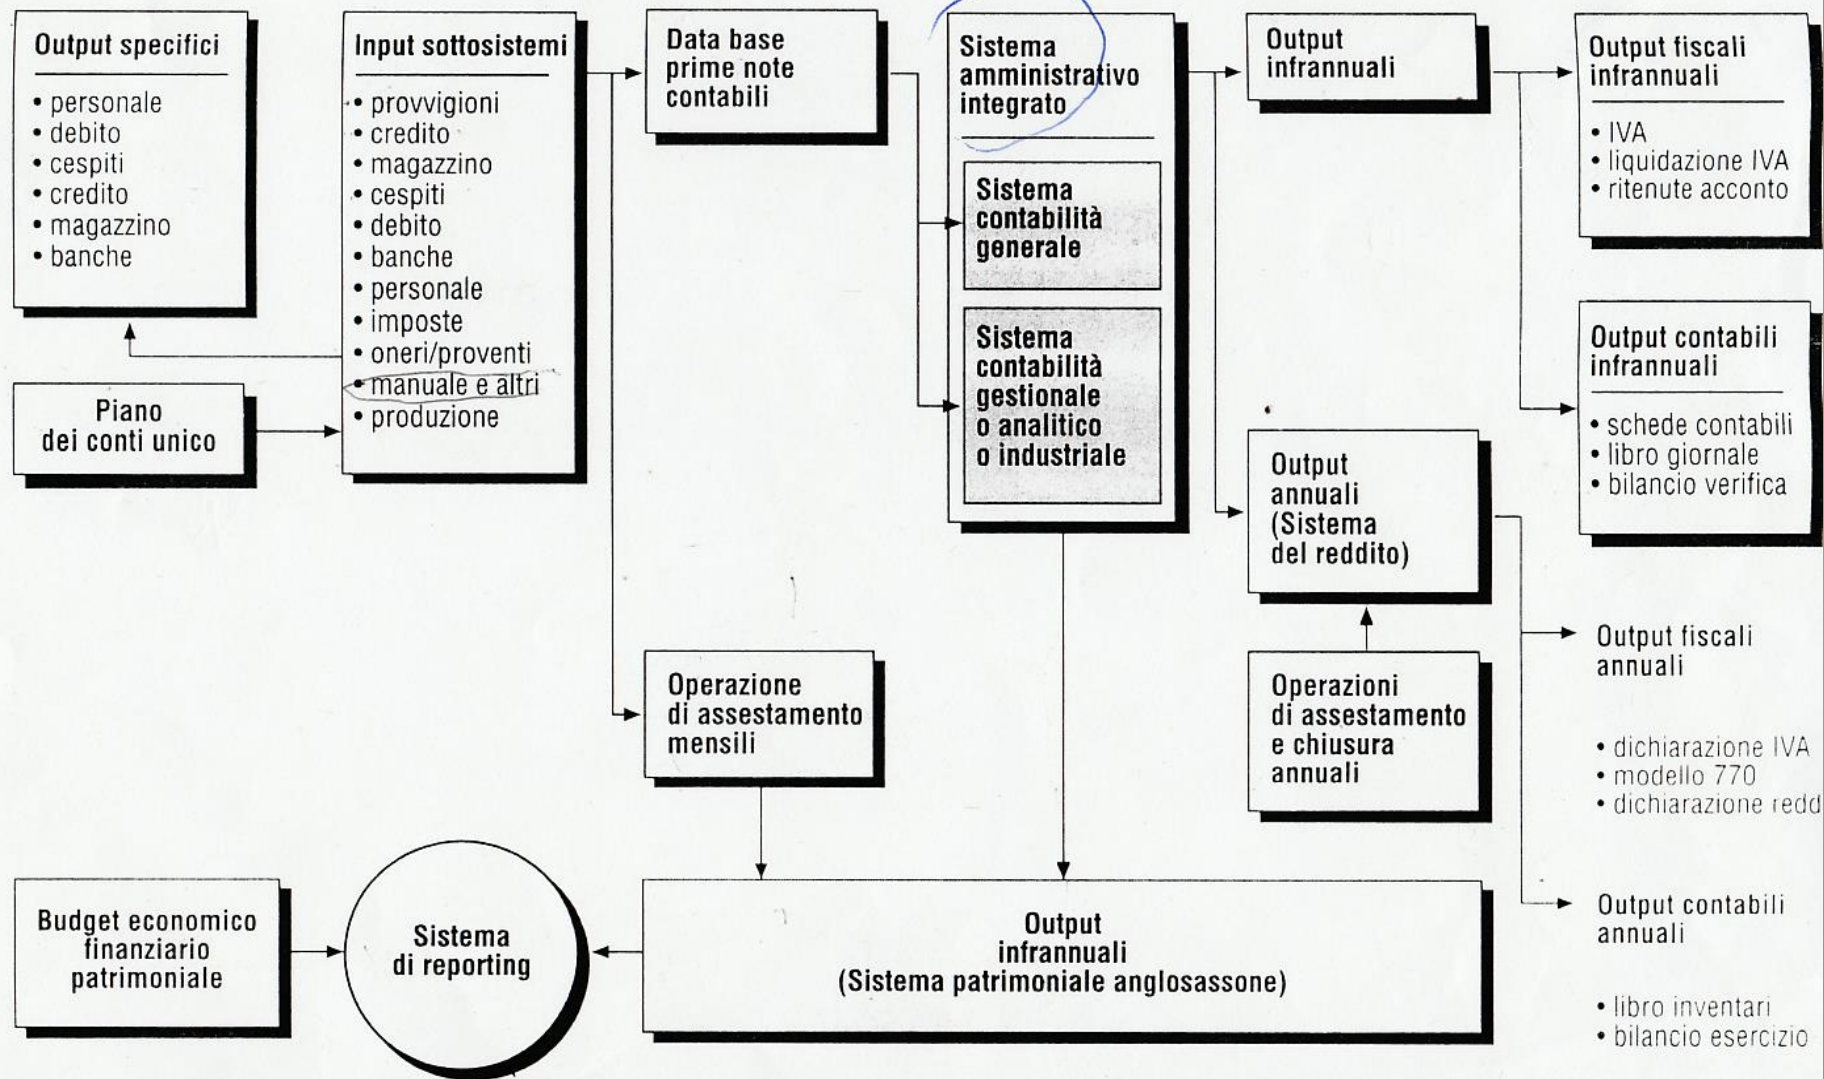 Output specifici
• personale
• debito
• cespiti
• credito
• magazzino
• banche
Piano
dei conti unico
Input sottosistemi
• provvigioni
• credito
• magazzino
• cespiti
• debito
• banche
• personale
• imposte
• oneri/proventi
• manuale e altri
• produzione
Data base
prime note
contabili
Sistema
amministrativo
integrato
Sistema
contabilità
generale
Sistema
contabilità
gestionale
o analitico
o industriale
Output
infrannuali
Output fiscali
infrannuali
• IVA
• liquidazione IVA
• ritenute acconto
Output contabili
infrannuali
• schede contabili
• libro giornale
• bilancio verifica
Output
annuali
(Sistema
del reddito)
Operazione
di assestamento
mensili
Operazioni
di assestamento
e chiusura
annuali
Output fiscali
annuali
• dichiarazione IVA
• modello 770
• dichiarazione redd
Output contabili
annuali
• libro inventari
• bilancio esercizio
Budget economico
finanziario
patrimoniale
Sistema
di reporting
Output
infrannuali
(Sistema patrimoniale anglosassone)